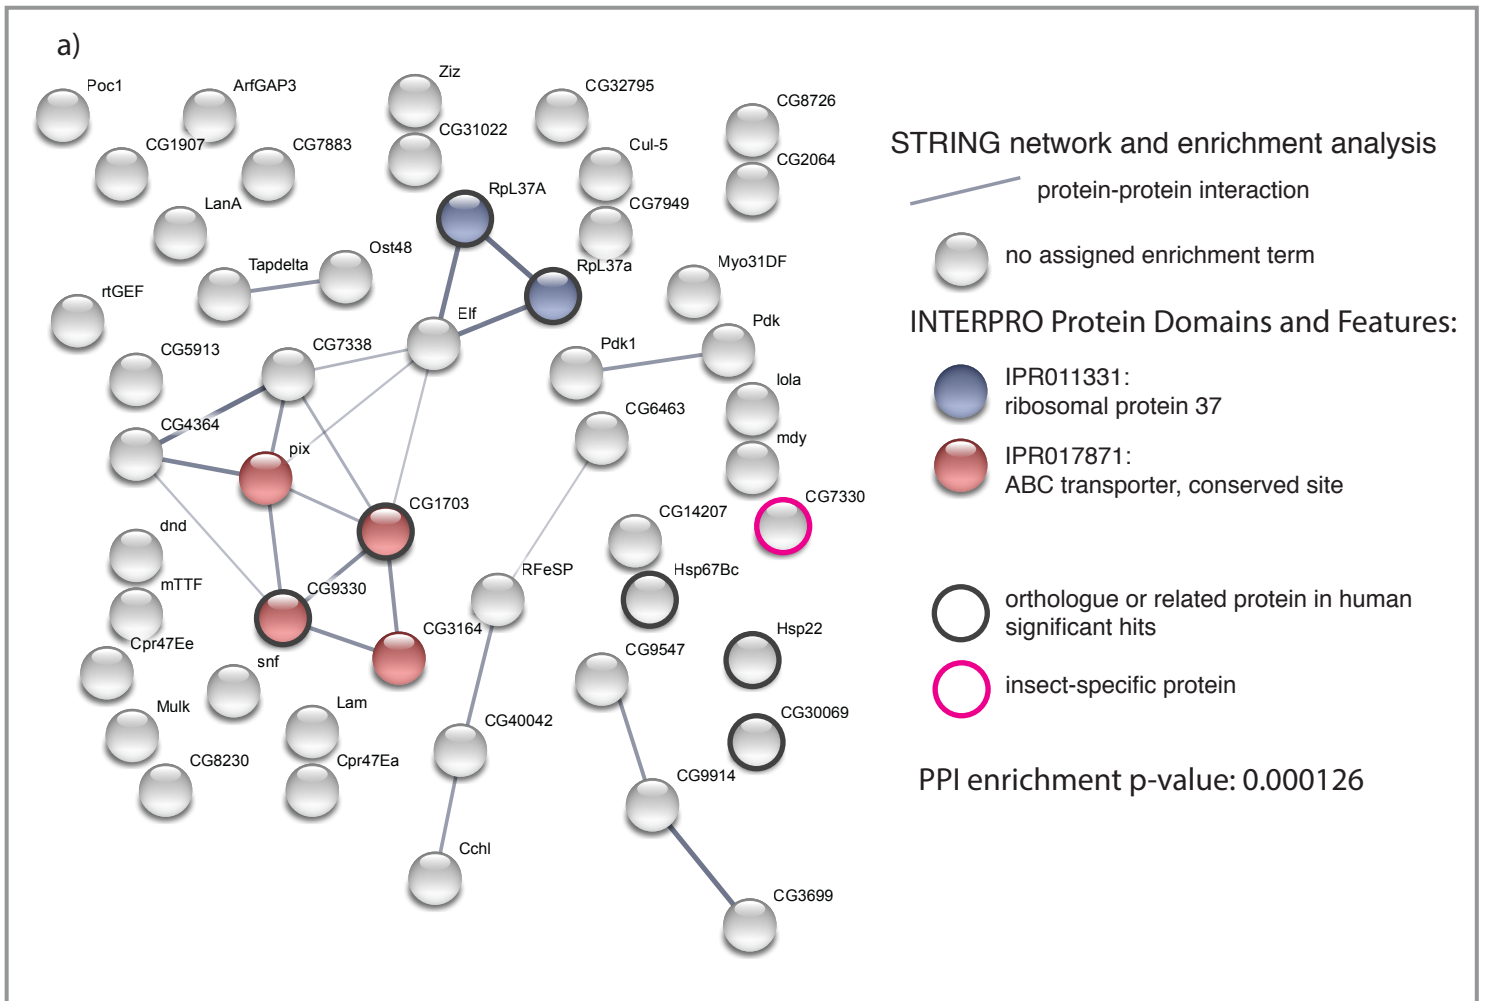 a)
Poc1
ArfGAP3
Ziz
CG32795
CG8726
CG1907
CG7883
CG31022
Cul-5
CG2064
LanA
RpL37A
CG7949
Tapdelta
Ost48
RpL37a
Myo31DF
rtGEF
Elf
CG5913
CG7338
Pdk1
Pdk
lola
CG4364
pix
CG6463
mdy
CG1703
CG14207
CG7330
dnd
mTTF
CG9330
RFeSP
Hsp67Bc
Cpr47Ee
snf
CG3164
CG9547
Hsp22
Mulk
Lam
CG40042
CG30069
CG8230
Cpr47Ea
CG9914
Cchl
CG3699
STRING network and enrichment analysis
protein-protein interaction
no assigned enrichment term
INTERPRO Protein Domains and Features:
IPR011331:
ribosomal protein 37
IPR017871:
ABC transporter, conserved site
orthologue or related protein in human
significant hits
insect-specific protein
PPI enrichment p-value: 0.000126